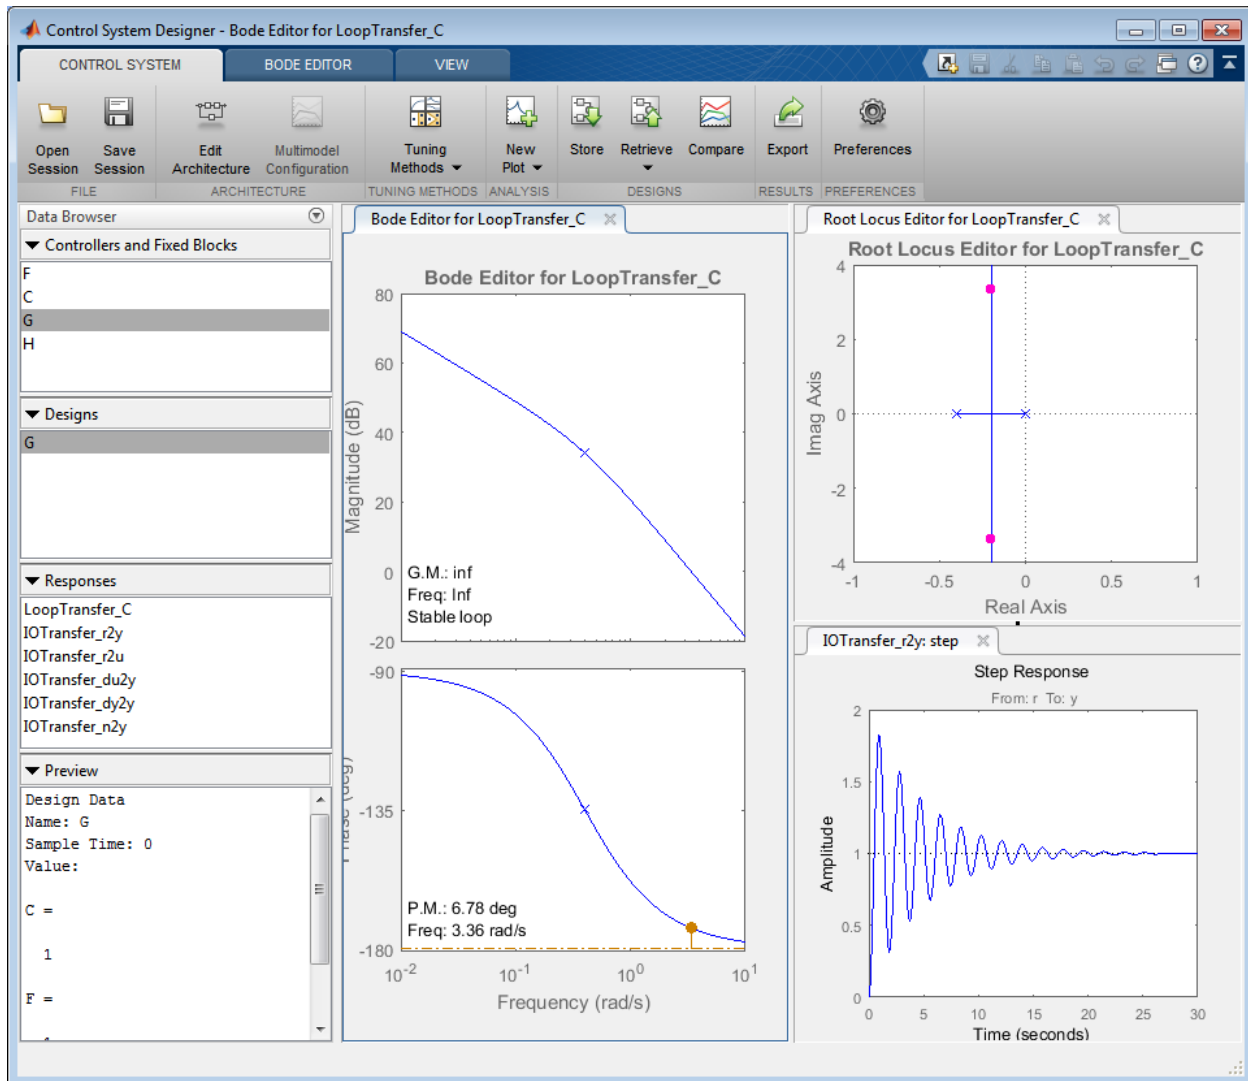 Control System Designer - Bode Editor for LoopTransfer_C
CONTROL SYSTEM
BODE EDITOR
VIEW
Open Session
Save Session
Edit Architecture
Multimodel Configuration
Tuning Methods
New Plot
Store
Retrieve
Compare
Export
Preferences
FILE
ARCHITECTURE
TUNING METHODS
ANALYSIS
DESIGNS
RESULTS
PREFERENCES
Data Browser
Controllers and Fixed Blocks
F
C
G
H
Designs
G
Responses
LoopTransfer_C
IOTransfer_r2y
IOTransfer_r2u
IOTransfer_du2y
IOTransfer_dy2y
IOTransfer_n2y
Preview
Design Data
Name: G
Sample Time: 0
Value:
C =
1
F =
Bode Editor for LoopTransfer_C
Bode Editor for LoopTransfer_C
Magnitude (dB)
80
60
40
20
0
-20
G.M.: inf
Freq: Inf
Stable loop
Phase (deg)
-90
-135
-180
P.M.: 6.78 deg
Freq: 3.36 rad/s
10^-2
10^-1
10^0
10^1
Frequency (rad/s)
Root Locus Editor for LoopTransfer_C
Root Locus Editor for LoopTransfer_C
Imag Axis
4
2
0
-2
-4
-1
-0.5
0
0.5
1
Real Axis
IOTransfer_r2y: step
Step Response
From: r To: y
Amplitude
2
1.5
1
0.5
0
0
5
10
15
20
25
30
Time (seconds)